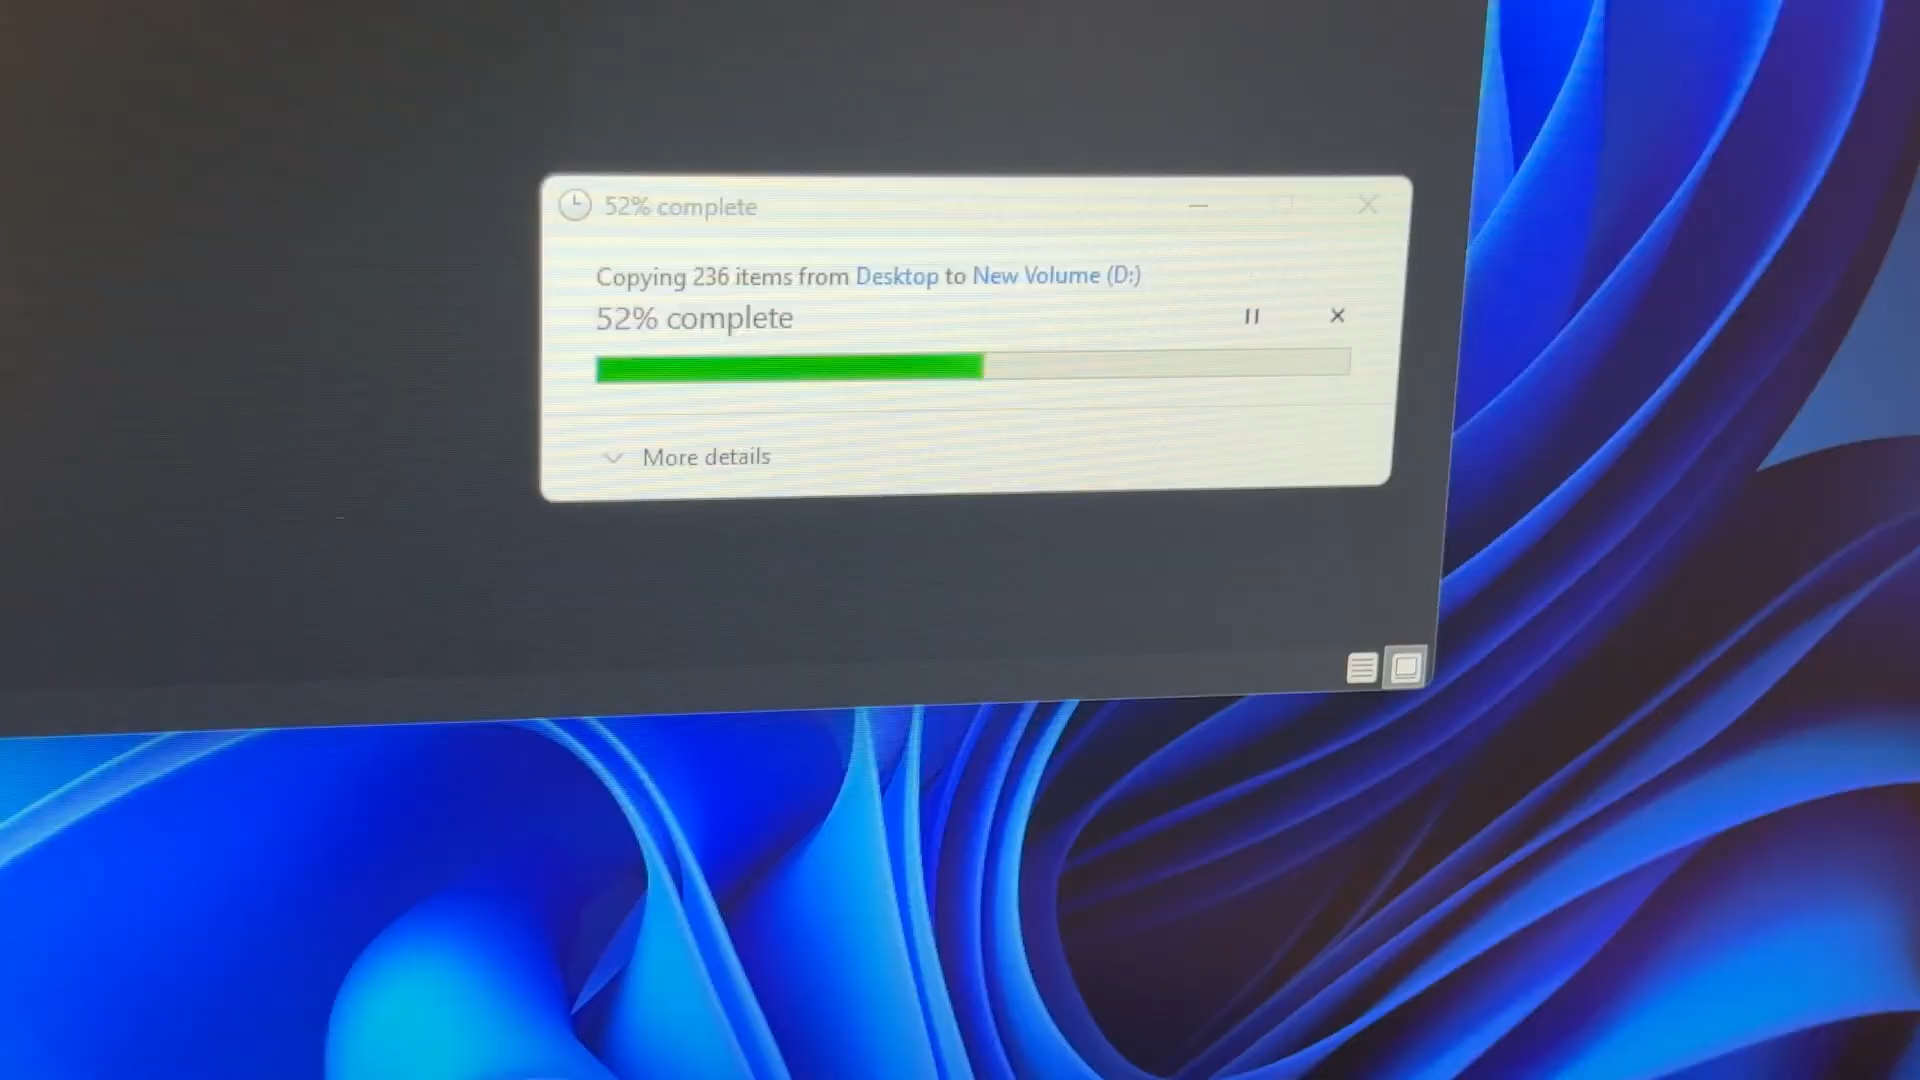 52% complete
Copying 236 items from Desktop to New Volume (D:)
52% complete
More details